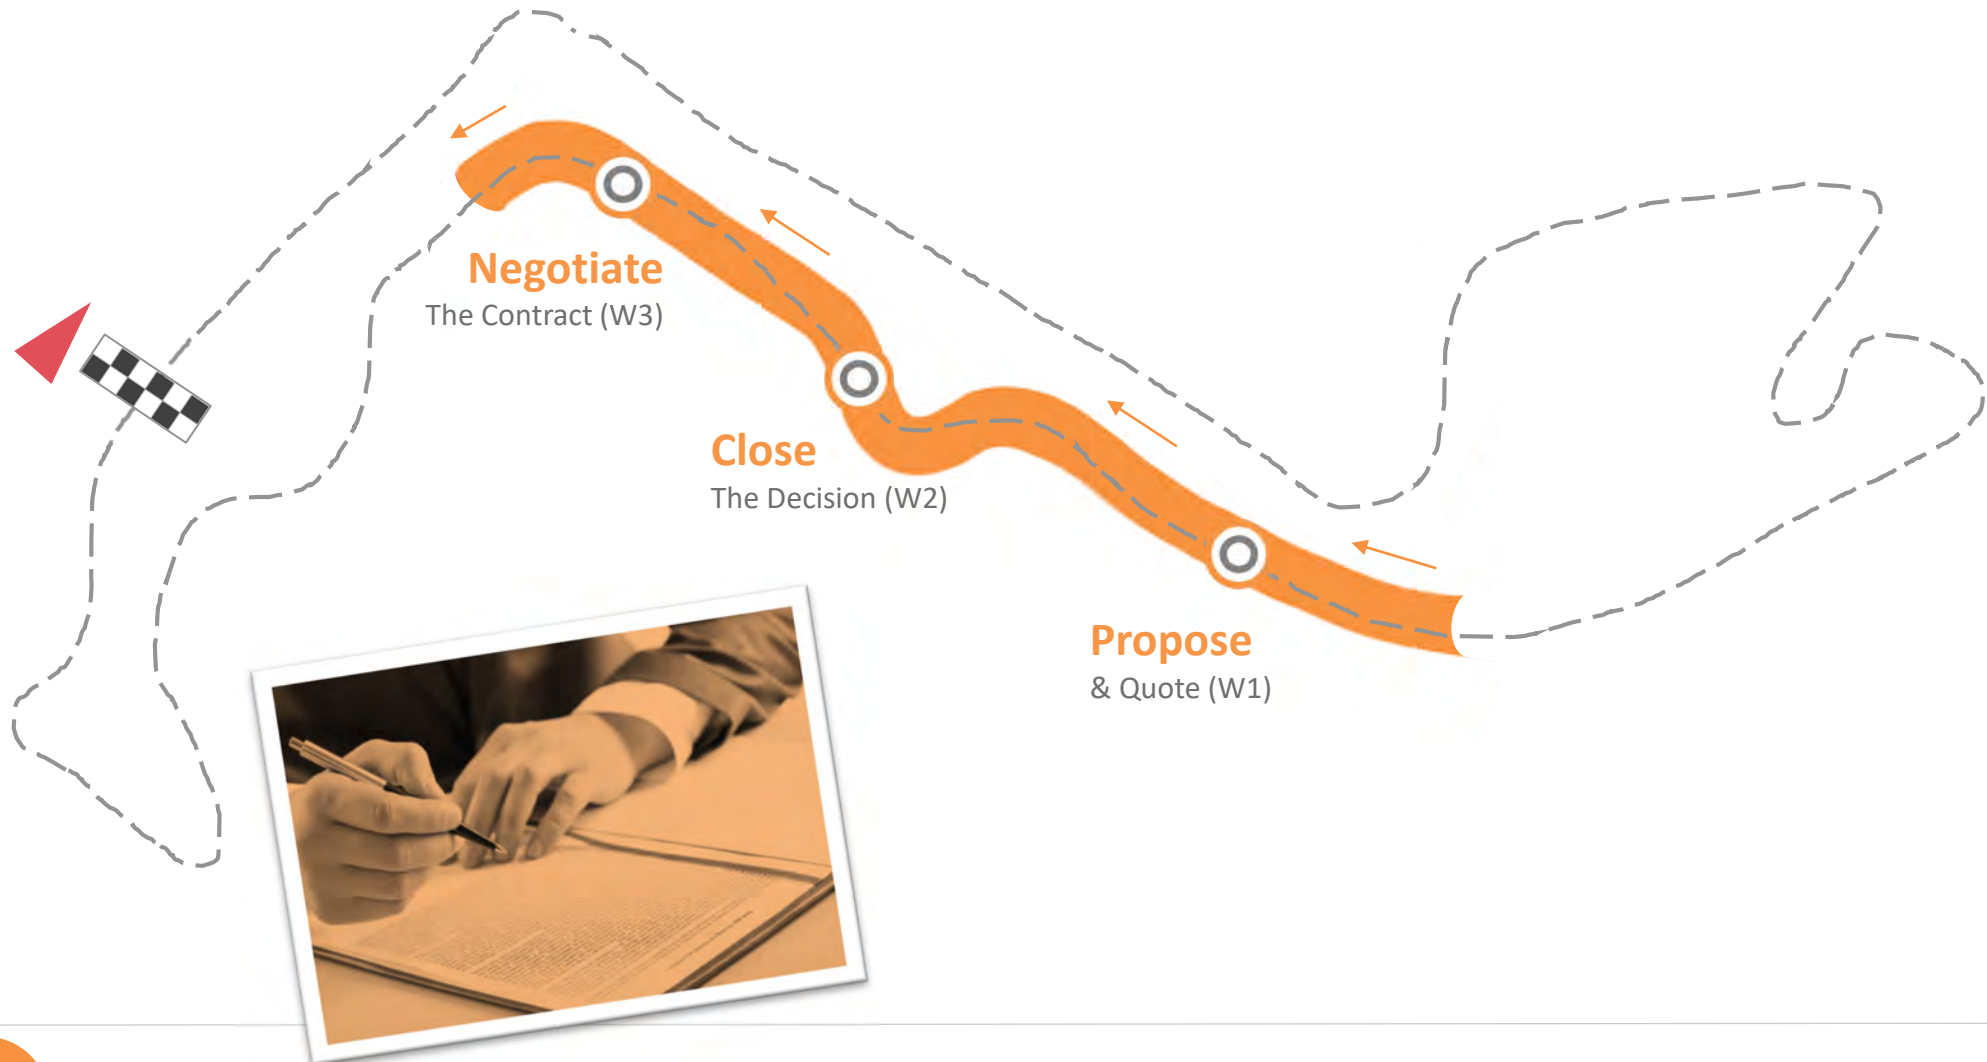 Negotiate
The Contract (W3)
Close
The Decision (W2)
Propose
& Quote (W1)